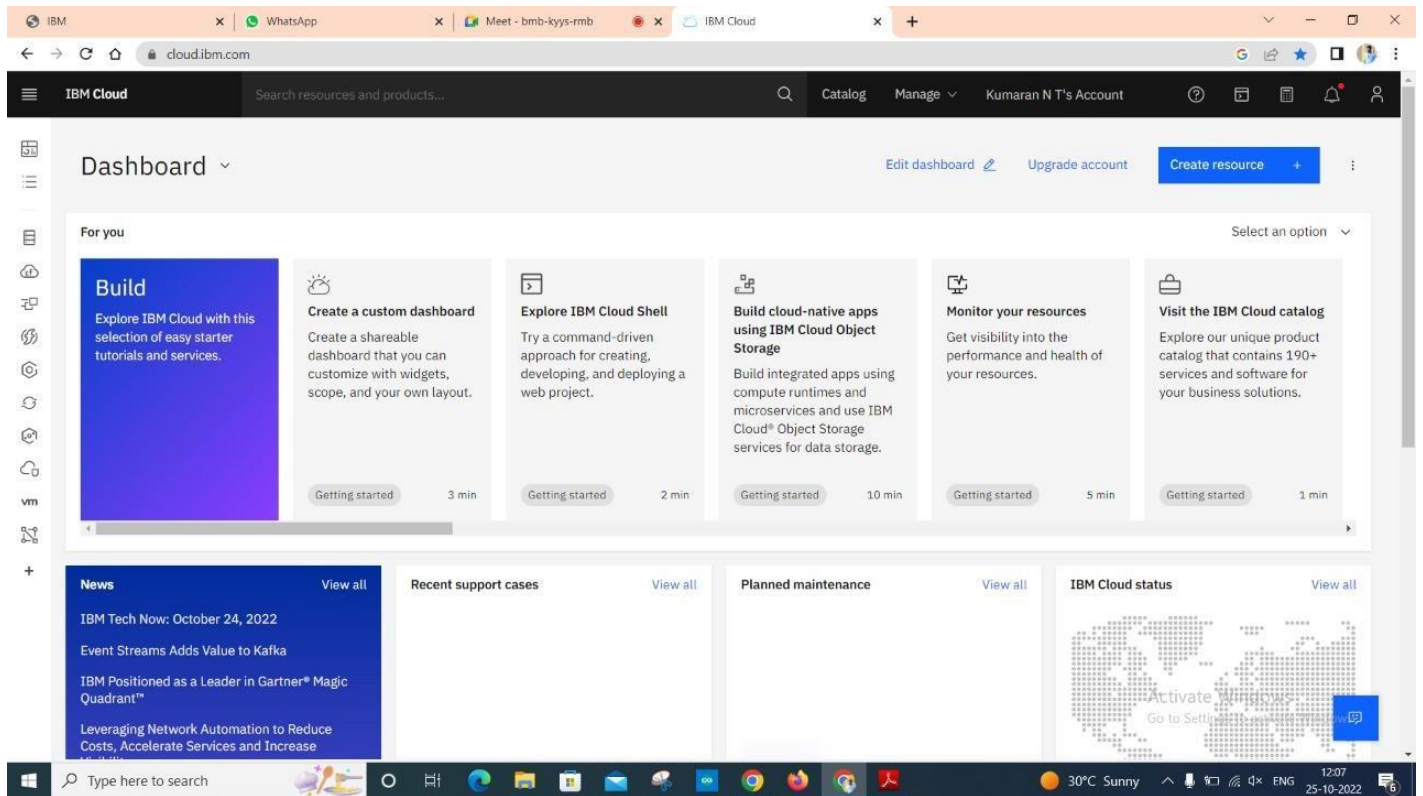 IBM
WhatsApp
Meet - bmb-kyys-rmb
IBM Cloud
cloud.ibm.com
IBM Cloud
Search resources and products...
Catalog
Manage
Kumaran N T's Account
Dashboard
Edit dashboard
Upgrade account
Create resource +
For you
Select an option
Build
Explore IBM Cloud with this
selection of easy starter
tutorials and services.
Create a custom dashboard
Create a shareable
dashboard that you can
customize with widgets,
scope, and your own layout.
Getting started
3 min
Explore IBM Cloud Shell
Try a command-driven
approach for creating,
developing, and deploying a
web project.
Getting started
2 min
Build cloud-native apps
using IBM Cloud Object
Storage
Build integrated apps using
compute runtimes and
microservices and use IBM
Cloud® Object Storage
services for data storage.
Getting started
10 min
Monitor your resources
Get visibility into the
performance and health of
your resources.
Getting started
5 min
Visit the IBM Cloud catalog
Explore our unique product
catalog that contains 190+
services and software for
your business solutions.
Getting started
1 min
vm
News
View all
IBM Tech Now: October 24, 2022
Event Streams Adds Value to Kafka
IBM Positioned as a Leader in Gartner® Magic
Quadrant™
Leveraging Network Automation to Reduce
Costs, Accelerate Services and Increase
Recent support cases
View all
Planned maintenance
View all
IBM Cloud status
View all
Activate Windows
Go to Settings to activate Windows
Type here to search
30°C Sunny
ENG
12:07
25-10-2022
6